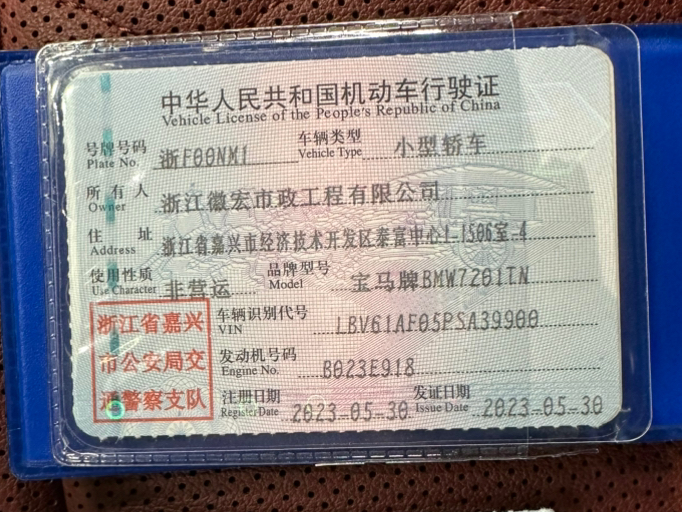 中华人民共和国机动车行驶证
Vehicle License of the People's Republic of China
号牌号码 浙F00NM1 车辆类型 小型轿车
Plate No. Vehicle Type
所有人 浙江徽宏市政工程有限公司
Owner
住址 浙江省嘉兴市经济技术开发区泰富中心1-1506室-4
Address
使用性质 非营运 品牌型号 宝马牌BMW7201TN
Use Character Model
浙江省嘉兴
市公安局交
通警察支队
车辆识别代号 LBV61AF05PSA39900
VIN
发动机号码 B023E918
Engine No.
注册日期 2023-05-30 发证日期 2023-05-30
Register Date Issue Date